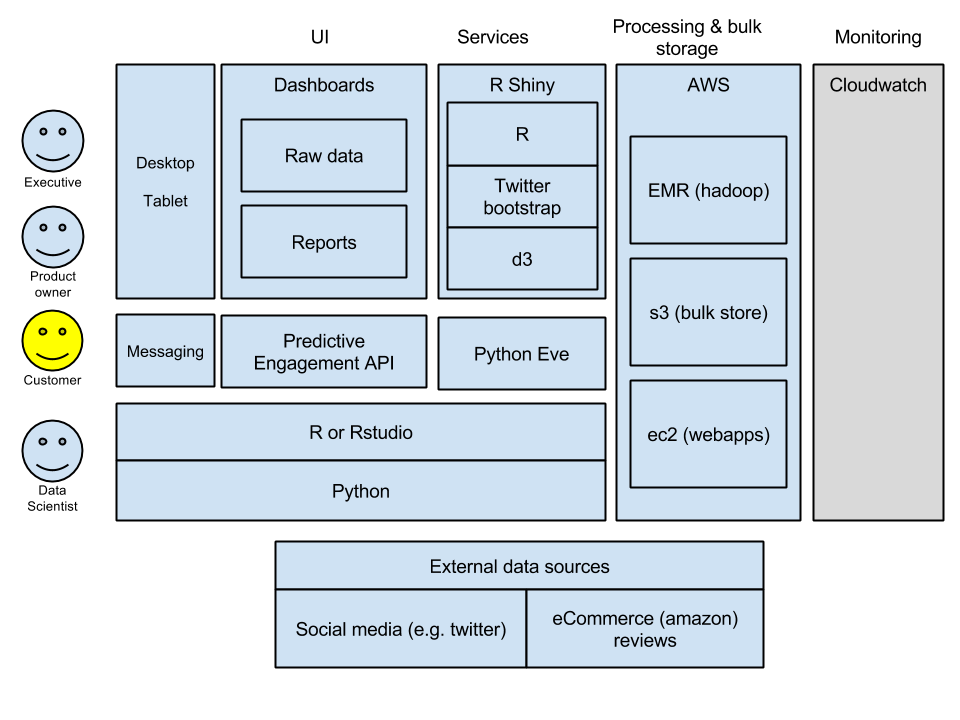 UI
Services
Processing & bulk
storage
Monitoring
Executive
Product
owner
Customer
Data
Scientist
Desktop
Tablet
Dashboards
Raw data
Reports
R Shiny
R
Twitter
bootstrap
d3
Messaging
Predictive
Engagement API
Python Eve
R or Rstudio
Python
AWS
EMR (hadoop)
s3 (bulk store)
ec2 (webapps)
Cloudwatch
External data sources
Social media (e.g. twitter)
eCommerce (amazon)
reviews